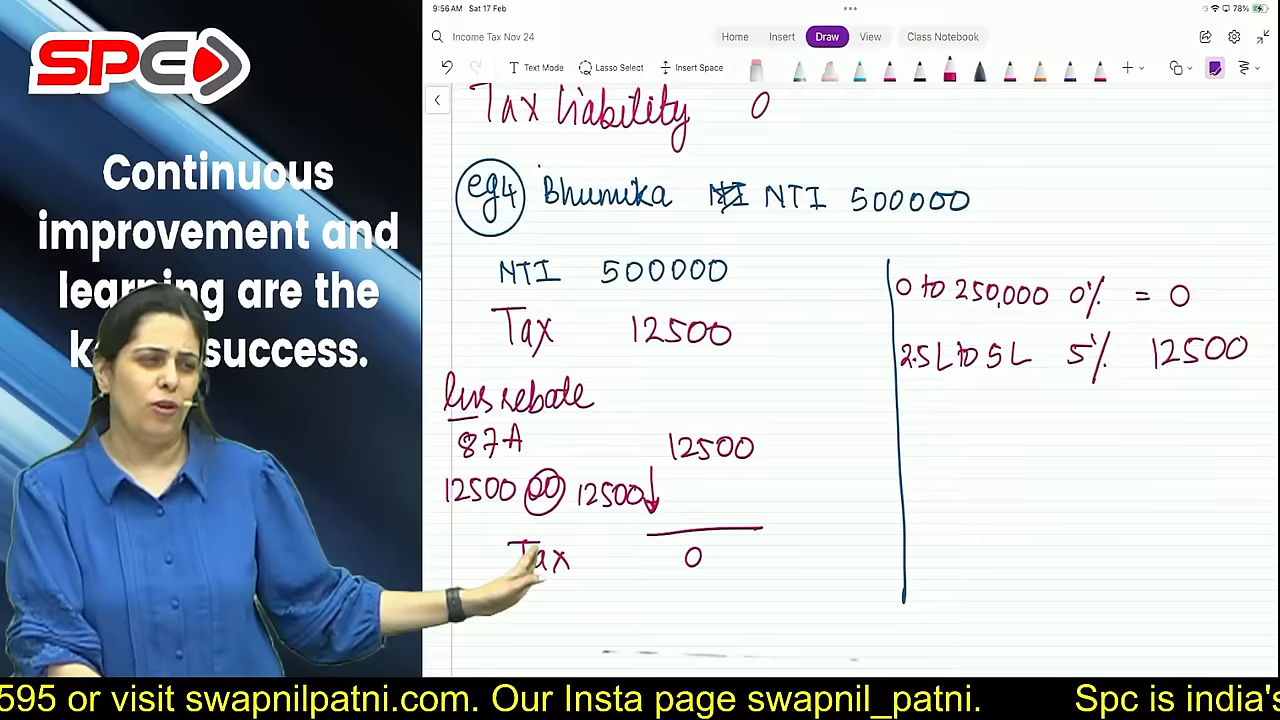 SPC
Continuous
improvement and
learning are the
success.
9:56 AM Sat 17 Feb
78%
Income Tax Nov 24
Home Insert Draw View Class Notebook
Text Mode Lasso Select Insert Space
Tax liability 0
eg4 Bhumika NTI NTI 500000
NTI 500000
0 to 250,000 0% = 0
Tax 12500
2.5L to 5L 5% 12500
less rebate
87A 12500
12500 OR 12500↓
Tax 0
595 or visit swapnilpatni.com. Our Insta page swapnil_patni. Spc is india's